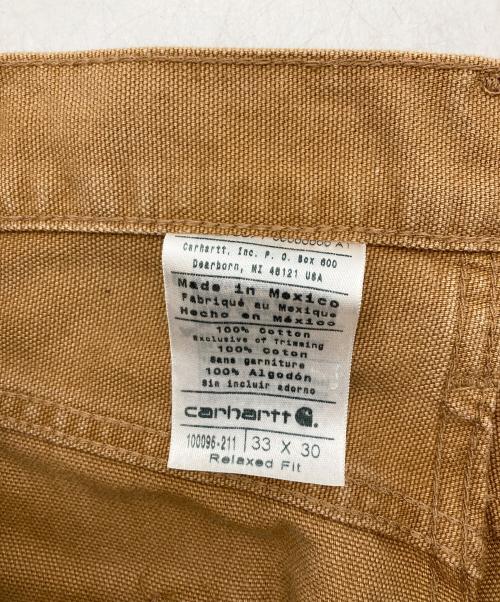 Carhartt, Inc. P. O. Box 600
Dearborn, MI 48121 USA
Made in Mexico
Fabriqué au Mexique
Hecho en México
100% Cotton
Exclusive of Trimming
100% Coton
Sans garniture
100% Algodón
Sin incluir adorno
carhartt
100096-211 33 X 30
Relaxed Fit